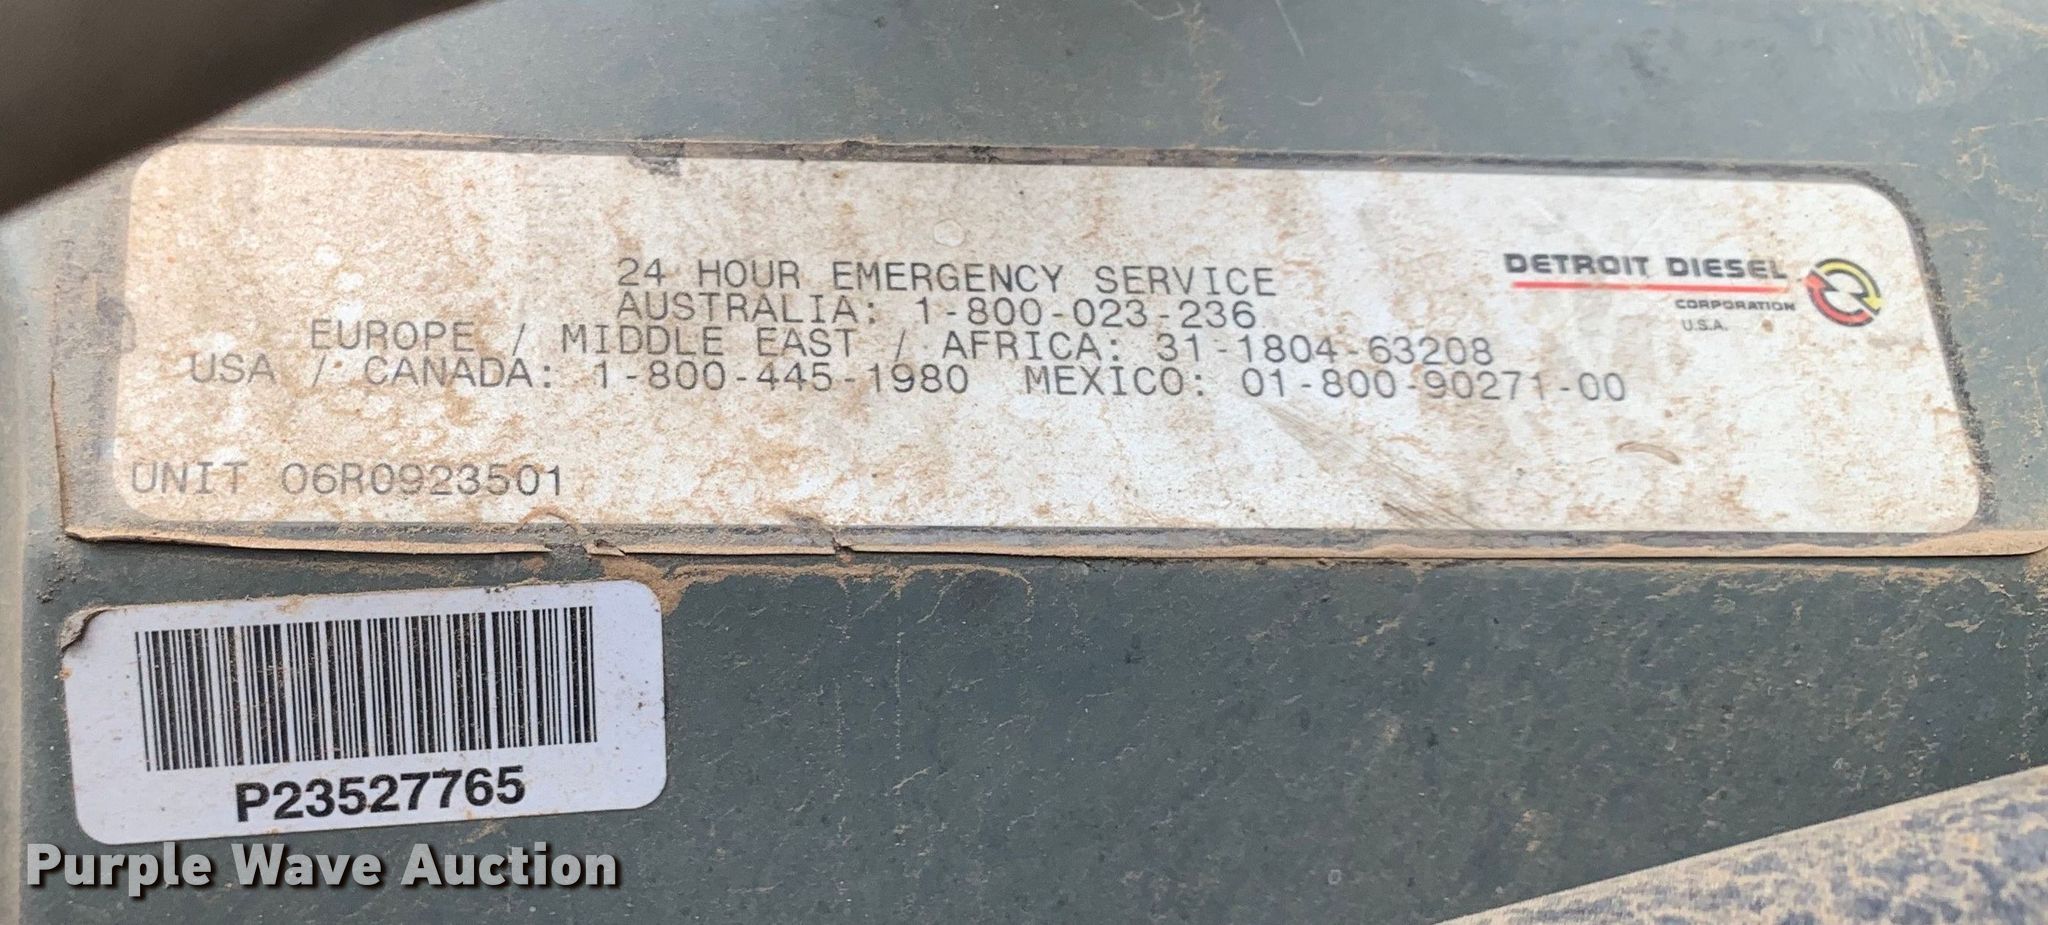 24 HOUR EMERGENCY SERVICE
AUSTRALIA: 1-800-023-236
EUROPE / MIDDLE EAST / AFRICA: 31-1804-63208
USA / CANADA: 1-800-445-1980 MEXICO: 01-800-90271-00
DETROIT DIESEL
CORPORATION
U.S.A.
UNIT 06R0923501
P23527765
Purple Wave Auction